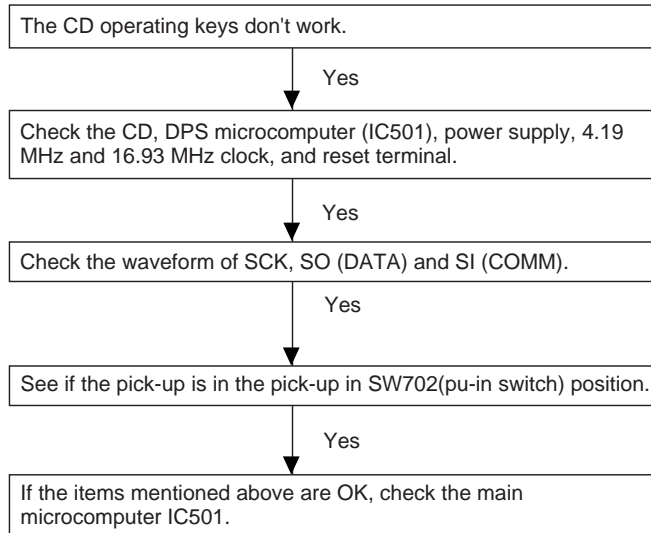 The CD operating keys don't work.
Yes
Check the CD, DPS microcomputer (IC501), power supply, 4.19
MHz and 16.93 MHz clock, and reset terminal.
Yes
Check the waveform of SCK, SO (DATA) and SI (COMM).
Yes
See if the pick-up is in the pick-up in SW702(pu-in switch) position.
Yes
If the items mentioned above are OK, check the main
microcomputer IC501.